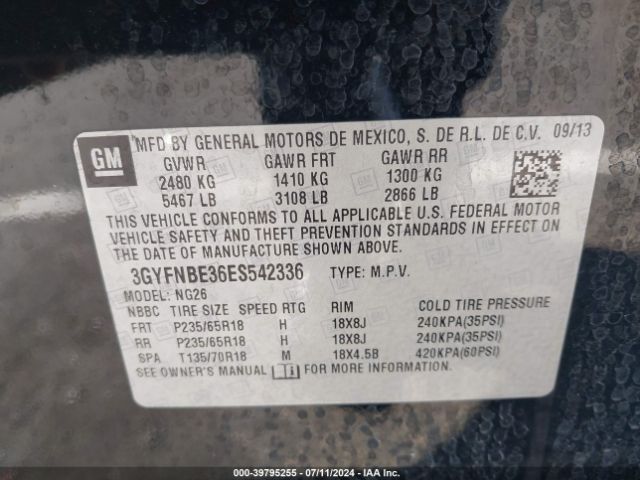 GM
MFD BY GENERAL MOTORS DE MEXICO, S. DE R.L. DE C.V. 09/13
GVWR GAWR FRT GAWR RR
2480 KG 1410 KG 1300 KG
5467 LB 3108 LB 2866 LB
THIS VEHICLE CONFORMS TO ALL APPLICABLE U.S. FEDERAL MOTOR
VEHICLE SAFETY AND THEFT PREVENTION STANDARDS IN EFFECT ON
THE DATE OF MANUFACTURE SHOWN ABOVE.
3GYFNBE36ES542336 TYPE: M.P.V.
MODEL: NG26
NBBC TIRE SIZE SPEED RTG RIM COLD TIRE PRESSURE
FRT P235/65R18 H 18X8J 240KPA(35PSI)
RR P235/65R18 H 18X8J 240KPA(35PSI)
SPA T135/70R18 M 18X4.5B 420KPA(60PSI)
SEE OWNER'S MANUAL FOR MORE INFORMATION.
000-39795255 - 07/11/2024 - IAA Inc.